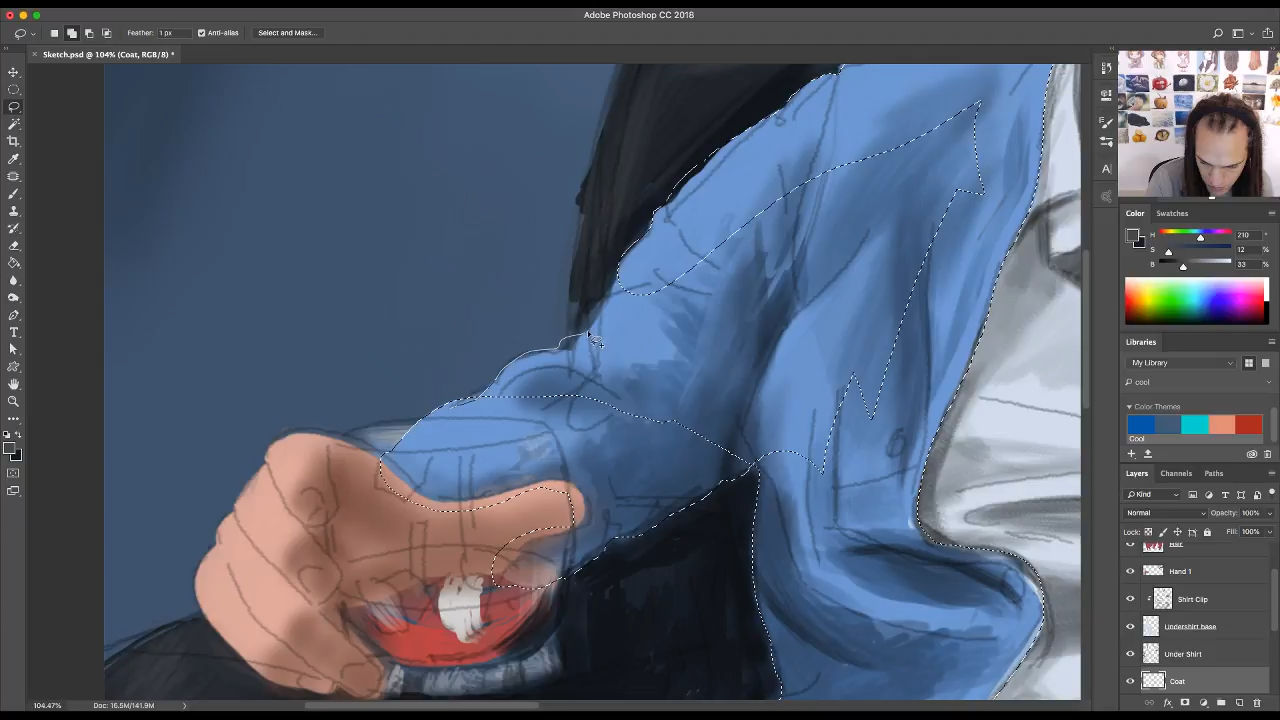 Adobe Photoshop CC 2018
Feather: 1 px Anti-alias Select and Mask...
Sketch.psd @ 104% (Coat, RGB/8) *
Color Swatches
H 210 °
S 12 %
B 33 %
Libraries
My Library
cool
Color Themes
Cool
Layers Channels Paths
Kind
Normal Opacity: 100%
Lock: Fill: 100%
Hand 1
Shirt Clip
Undershirt base
Under Shirt
Coat
104.47% Doc: 16.5M/141.9M